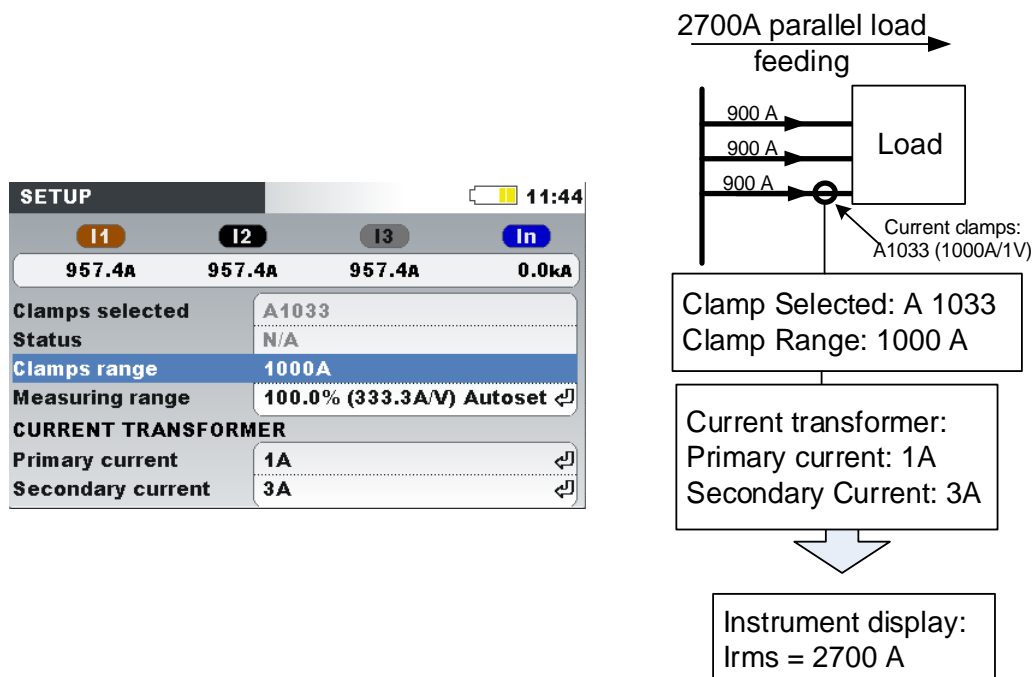 SETUP 11:44
I1 I2 I3 In
957.4A 957.4A 957.4A 0.0kA
Clamps selected A1033
Status N/A
Clamps range 1000A
Measuring range 100.0% (333.3A/V) Autoset
CURRENT TRANSFORMER
Primary current 1A
Secondary current 3A
2700A parallel load
feeding
900 A
900 A
900 A
Load
Current clamps:
A1033 (1000A/1V)
Clamp Selected: A 1033
Clamp Range: 1000 A
Current transformer:
Primary current: 1A
Secondary Current: 3A
Instrument display:
Irms = 2700 A